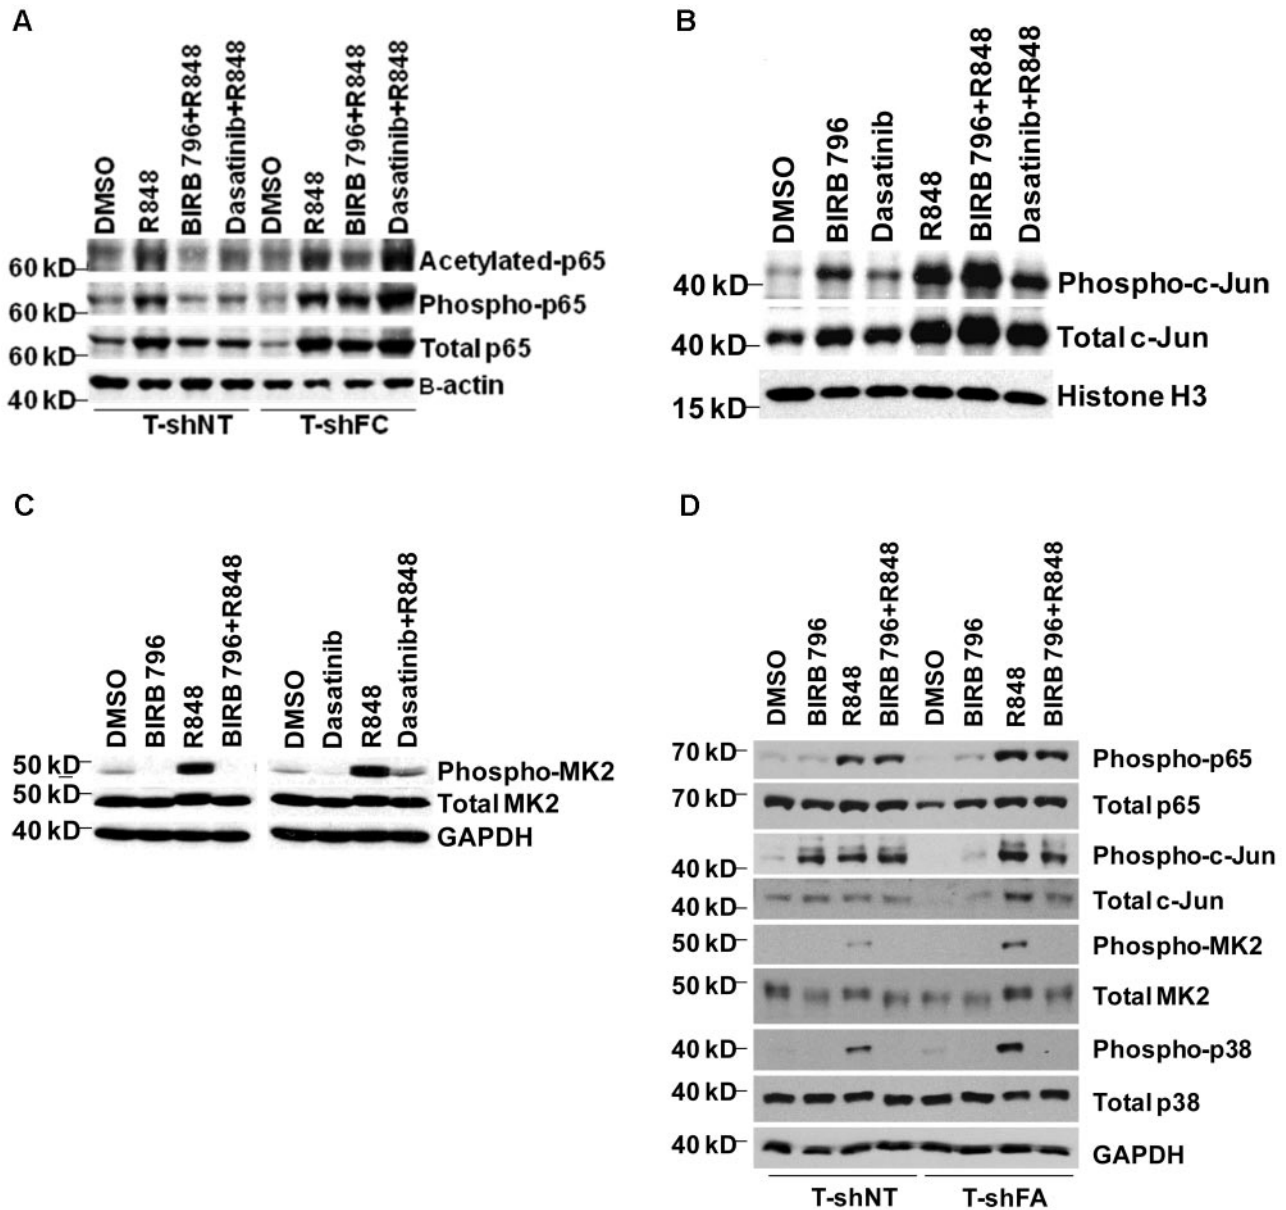 A
DMSO
R848
BIRB 796+R848
Dasatinib+R848
DMSO
R848
BIRB 796+R848
Dasatinib+R848
60 kD
Acetylated-p65
60 kD
Phospho-p65
60 kD
Total p65
40 kD
B-actin
T-shNT
T-shFC
B
DMSO
BIRB 796
Dasatinib
R848
BIRB 796+R848
Dasatinib+R848
40 kD
Phospho-c-Jun
40 kD
Total c-Jun
15 kD
Histone H3
C
DMSO
BIRB 796
R848
BIRB 796+R848
DMSO
Dasatinib
R848
Dasatinib+R848
50 kD
Phospho-MK2
50 kD
Total MK2
40 kD
GAPDH
D
DMSO
BIRB 796
R848
BIRB 796+R848
DMSO
BIRB 796
R848
BIRB 796+R848
70 kD
Phospho-p65
70 kD
Total p65
40 kD
Phospho-c-Jun
40 kD
Total c-Jun
50 kD
Phospho-MK2
50 kD
Total MK2
40 kD
Phospho-p38
40 kD
Total p38
40 kD
GAPDH
T-shNT
T-shFA